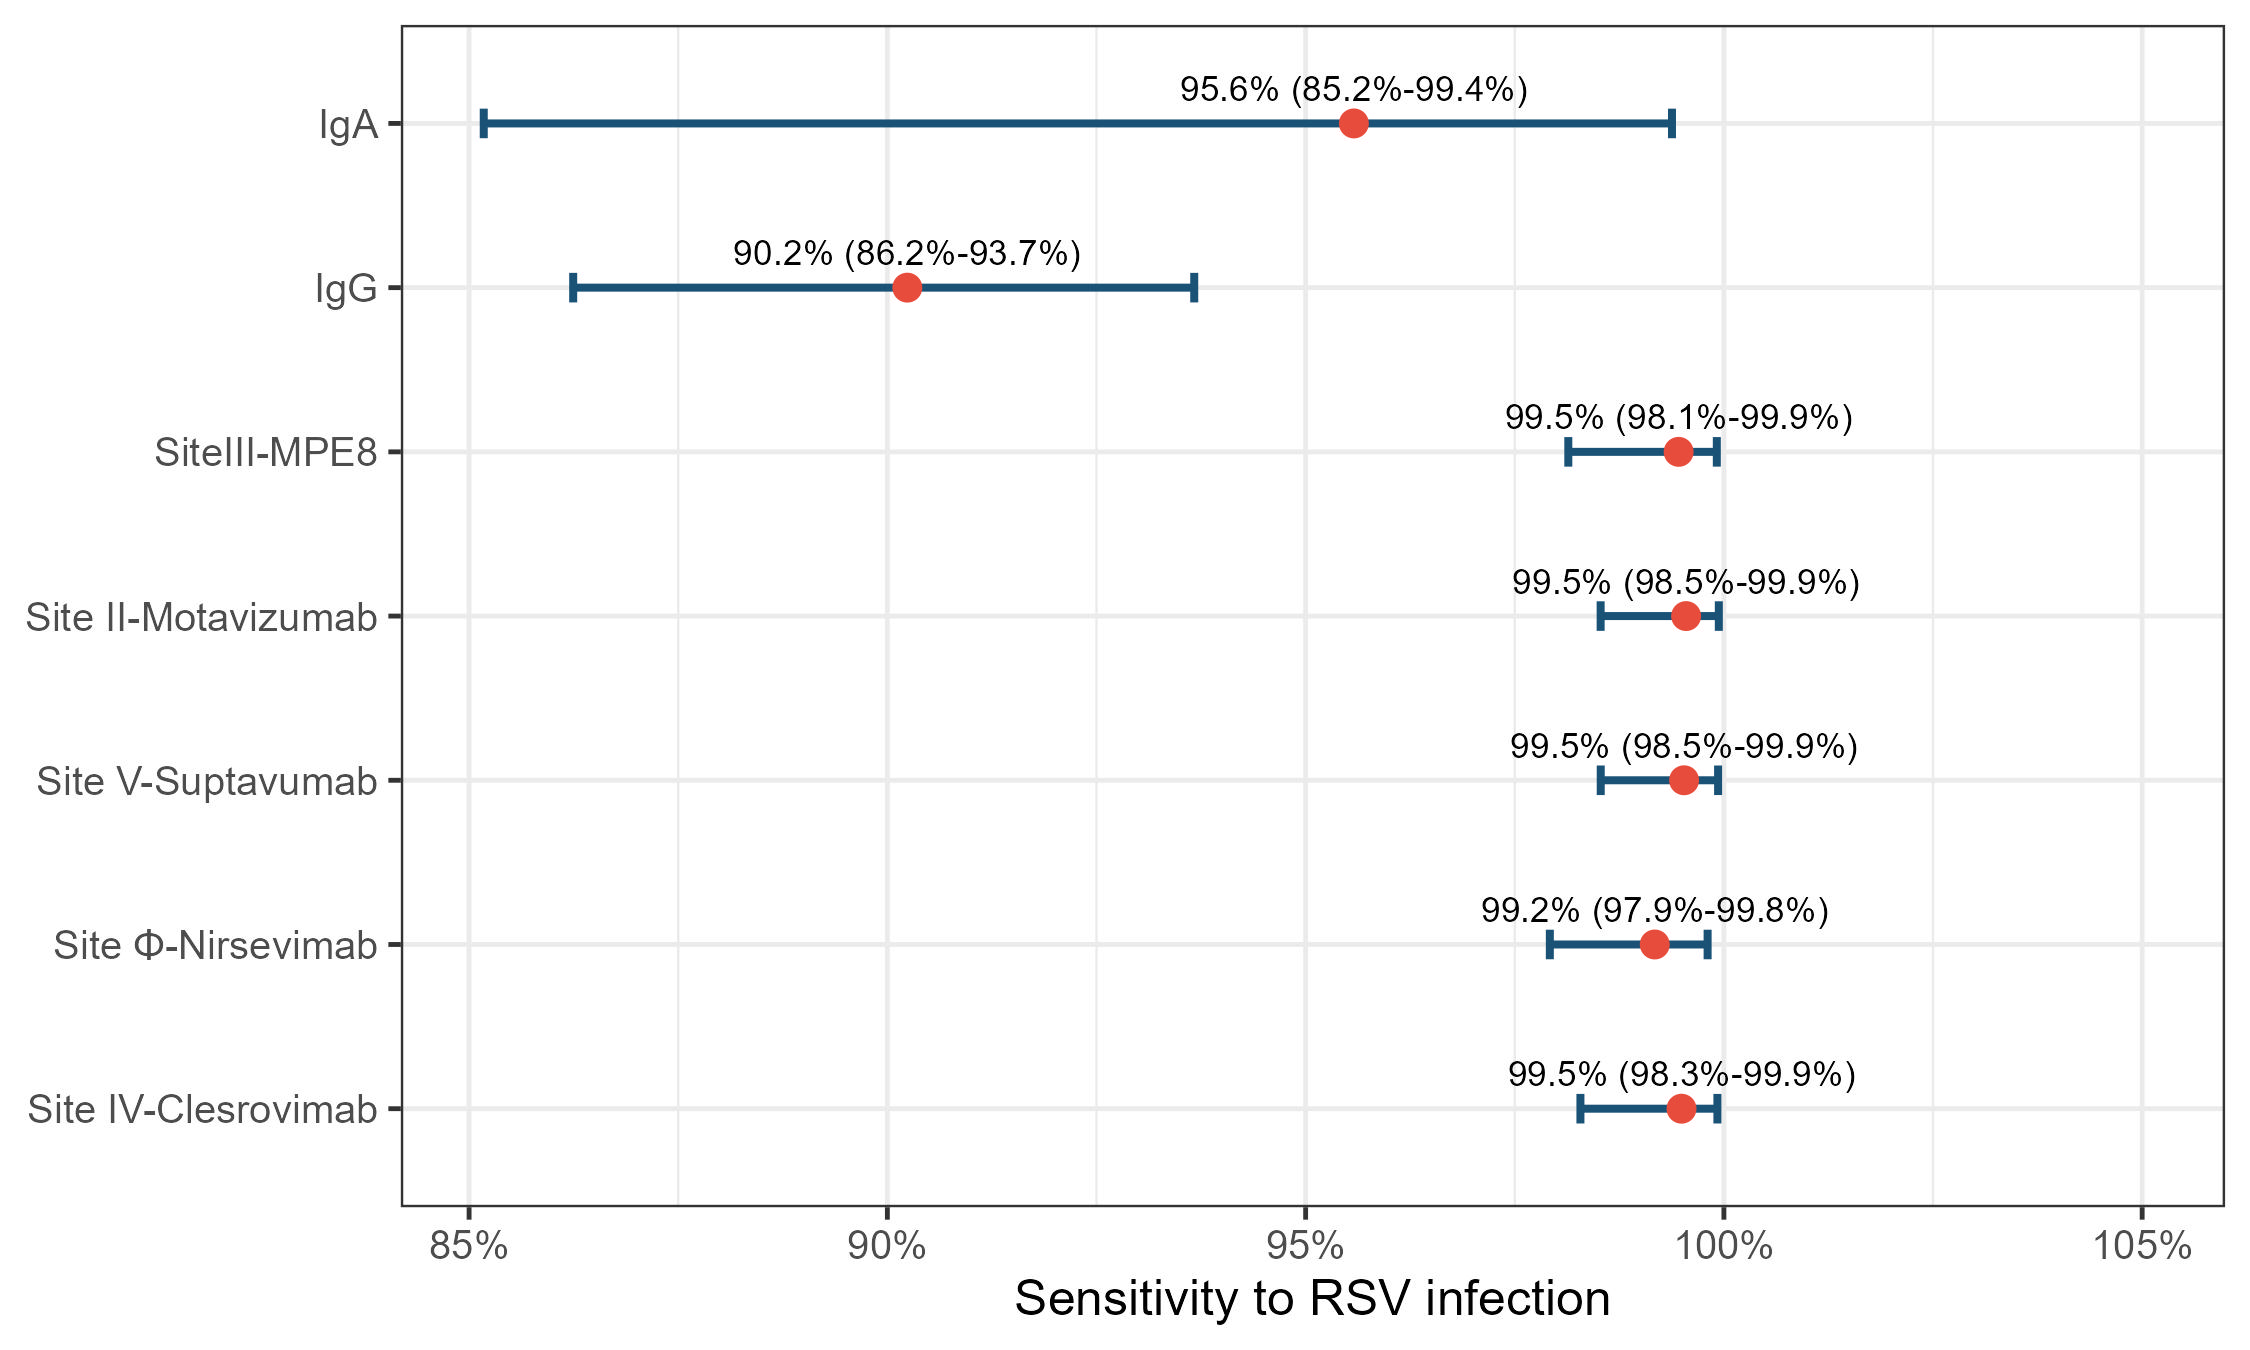 95.6% (85.2%-99.4%)
IgA
90.2% (86.2%-93.7%)
IgG
99.5% (98.1%-99.9%)
SiteIII-MPE8
99.5% (98.5%-99.9%)
Site II-Motavizumab
99.5% (98.5%-99.9%)
Site V-Suptavumab
99.2% (97.9%-99.8%)
Site Φ-Nirsevimab
99.5% (98.3%-99.9%)
Site IV-Clesrovimab
85% 90% 95% 100% 105%
Sensitivity to RSV infection